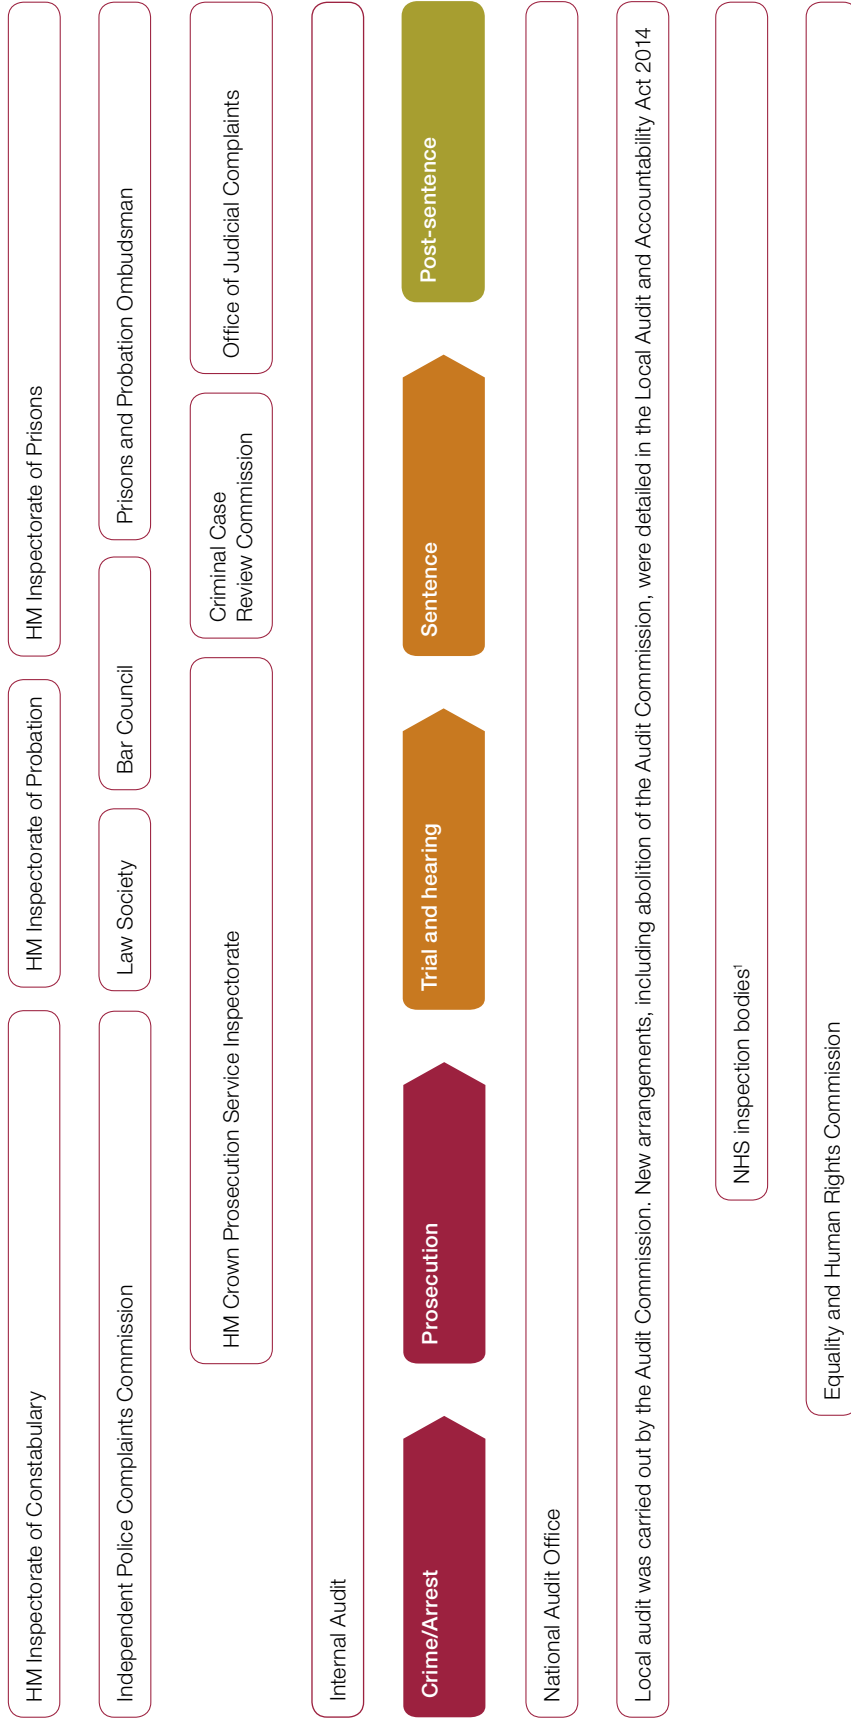 HM Inspectorate of Constabulary
HM Inspectorate of Probation
HM Inspectorate of Prisons
Independent Police Complaints Commission
Law Society
Bar Council
Prisons and Probation Ombudsman
HM Crown Prosecution Service Inspectorate
Criminal Case
Review Commission
Office of Judicial Complaints
Internal Audit
Crime/Arrest
Prosecution
Trial and hearing
Sentence
Post-sentence
National Audit Office
Local audit was carried out by the Audit Commission. New arrangements, including abolition of the Audit Commission, were detailed in the Local Audit and Accountability Act 2014
NHS inspection bodies¹
Equality and Human Rights Commission